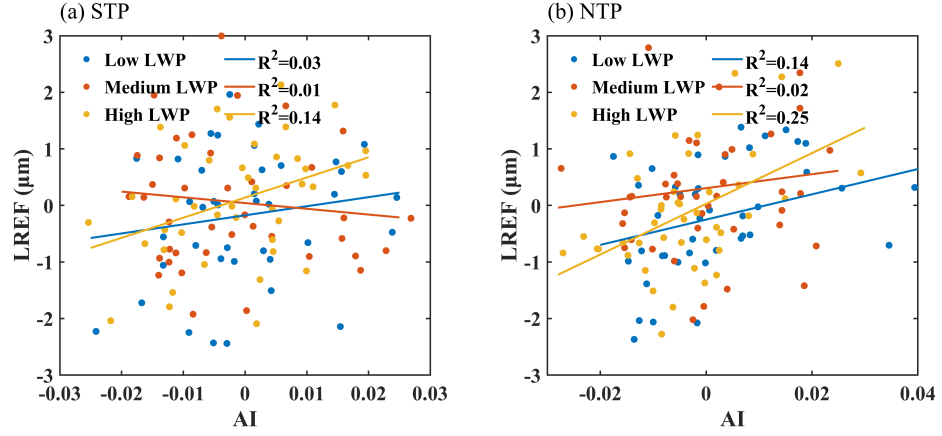 (a) STP
3
Low LWP
R²=0.03
2
Medium LWP
R²=0.01
High LWP
R²=0.14
1
0
-1
-2
-3
LREF (μm)
-0.03 -0.02 -0.01 0 0.01 0.02 0.03
AI
(b) NTP
3
Low LWP
R²=0.14
2
Medium LWP
R²=0.02
High LWP
R²=0.25
1
0
-1
-2
-3
LREF (μm)
-0.02 0 0.02 0.04
AI